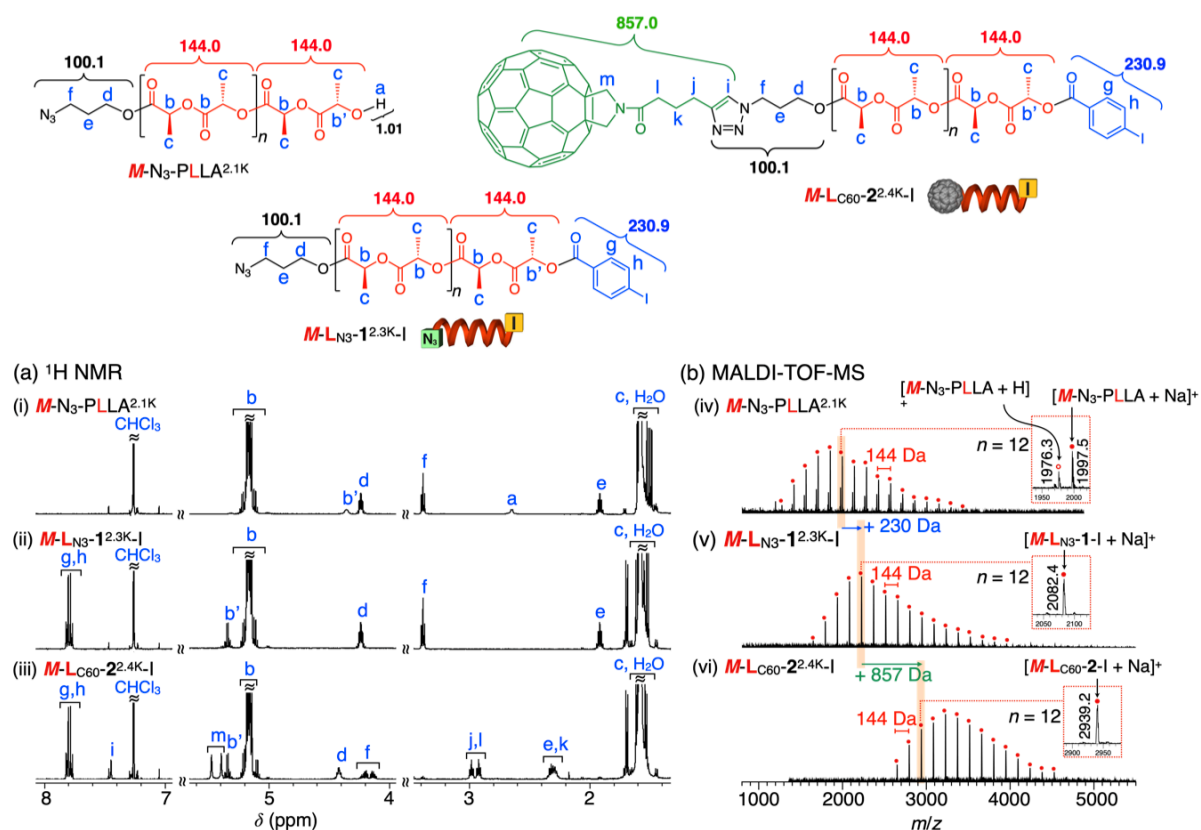 857.0
144.0 144.0
100.1
c c a
f d b b O
N3 O O O O H
e b b' n 1.01
c c
M-N3-PLLA2.1K
144.0 144.0
230.9
m l j i f d c c g
N O k N N=N e b b b b' O h
c c I
100.1
M-LC60-22.4K-I I
144.0 144.0
100.1 230.9
c c g
f d b b O h
N3 e O b b' n I
c c
M-LN3-12.3K-I N3 I
(a) 1H NMR
(i) M-N3-PLLA2.1K
CHCl3 b c, H2O
≈ b' d f a e
(ii) M-LN3-12.3K-I
g,h CHCl3 b c, H2O
≈ b' d f e
(iii) M-LC60-22.4K-I
g,h CHCl3 b c, H2O
i m b' d f j,l e,k
8 7 5 4 3 2
δ (ppm)
(b) MALDI-TOF-MS
[M-N3-PLLA + H]
+
[M-N3-PLLA + Na]+
(iv) M-N3-PLLA2.1K
144 Da n = 12 1976.3 1997.5
1950 2000
+ 230 Da
(v) M-LN3-12.3K-I
[M-LN3-1-I + Na]+
144 Da n = 12 2082.4
2050 2100
(vi) M-LC60-22.4K-I
+ 857 Da
[M-LC60-2-I + Na]+
144 Da n = 12 2939.2
2900 2950
1000 2000 3000 4000 5000
m/z